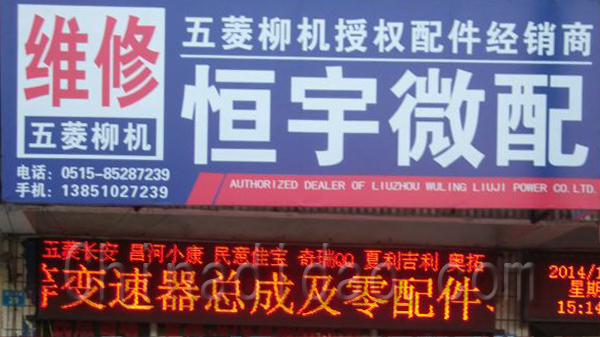 维修
五菱柳机
电话：0515-85287239
手机：13851027239
五菱柳机授权配件经销商
恒宇微配
AUTHORIZED DEALER OF LIUZHOU WULING LIUJI POWER CO.LTD.
五菱长安 昌河小康 民意佳宝 奇瑞QQ 夏利吉利 奥拓
变速器总成及零配件、
2014/1
星期
15:14